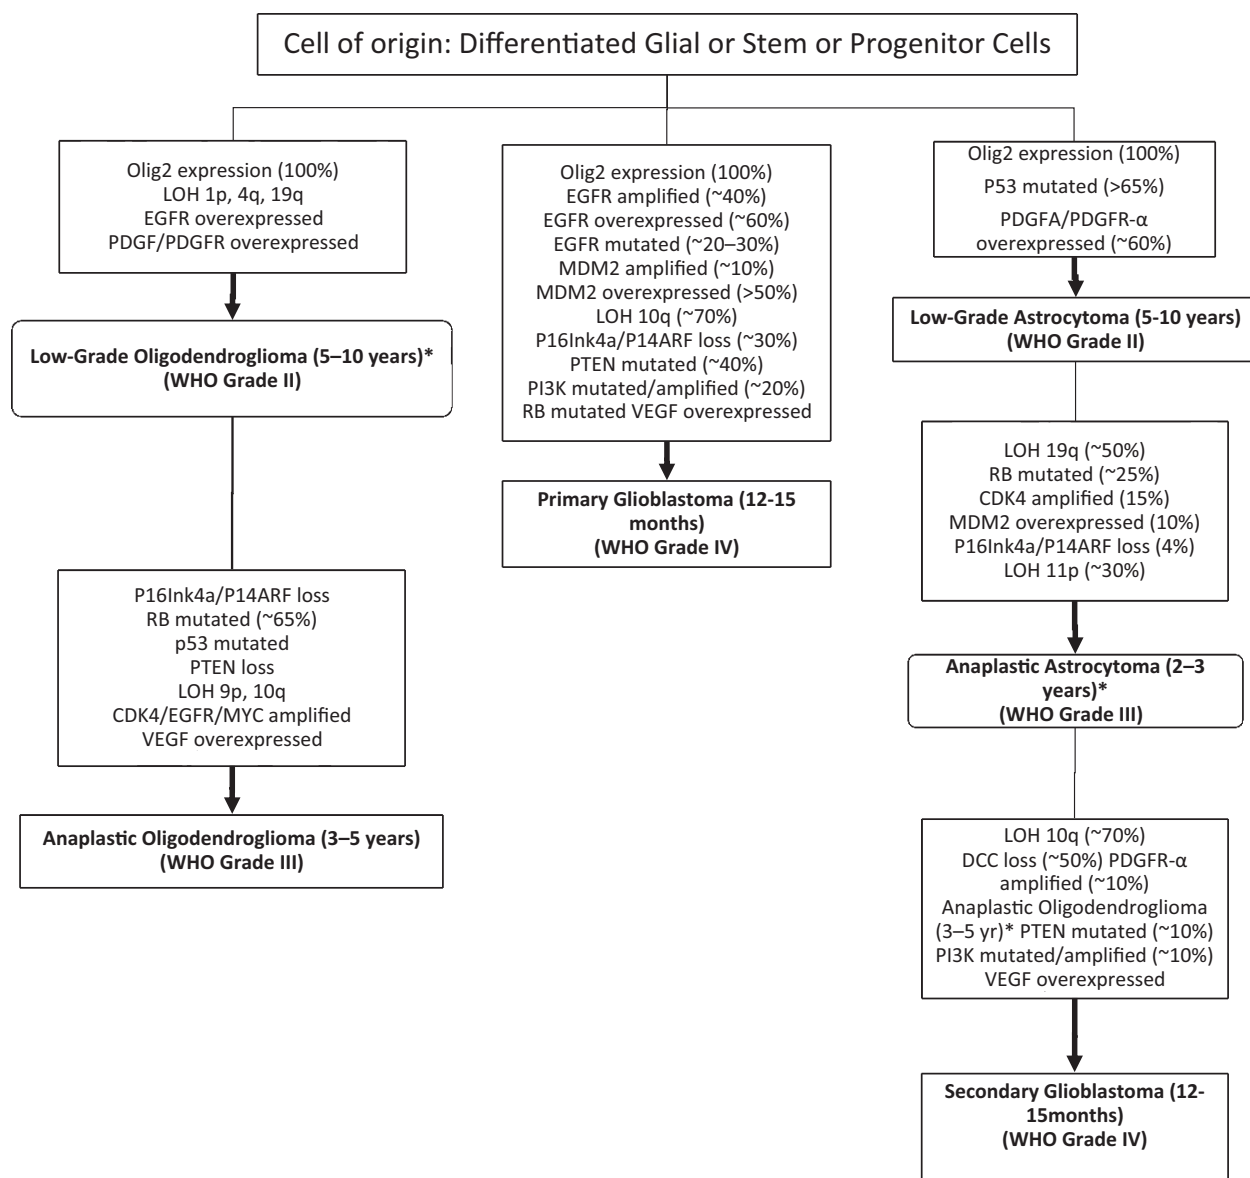 Cell of origin: Differentiated Glial or Stem or Progenitor Cells
Olig2 expression (100%)
LOH 1p, 4q, 19q
EGFR overexpressed
PDGF/PDGFR overexpressed
Low-Grade Oligodendroglioma (5–10 years)*
(WHO Grade II)
P16Ink4a/P14ARF loss
RB mutated (~65%)
p53 mutated
PTEN loss
LOH 9p, 10q
CDK4/EGFR/MYC amplified
VEGF overexpressed
Anaplastic Oligodendroglioma (3–5 years)
(WHO Grade III)
Olig2 expression (100%)
EGFR amplified (~40%)
EGFR overexpressed (~60%)
EGFR mutated (~20–30%)
MDM2 amplified (~10%)
MDM2 overexpressed (>50%)
LOH 10q (~70%)
P16Ink4a/P14ARF loss (~30%)
PTEN mutated (~40%)
PI3K mutated/amplified (~20%)
RB mutated VEGF overexpressed
Primary Glioblastoma (12-15
months)
(WHO Grade IV)
Olig2 expression (100%)
P53 mutated (>65%)
PDGFA/PDGFR-α
overexpressed (~60%)
Low-Grade Astrocytoma (5-10 years)
(WHO Grade II)
LOH 19q (~50%)
RB mutated (~25%)
CDK4 amplified (15%)
MDM2 overexpressed (10%)
P16Ink4a/P14ARF loss (4%)
LOH 11p (~30%)
Anaplastic Astrocytoma (2–3
years)*
(WHO Grade III)
LOH 10q (~70%)
DCC loss (~50%) PDGFR-α
amplified (~10%)
Anaplastic Oligodendroglioma
(3–5 yr)* PTEN mutated (~10%)
PI3K mutated/amplified (~10%)
VEGF overexpressed
Secondary Glioblastoma (12-
15months)
(WHO Grade IV)